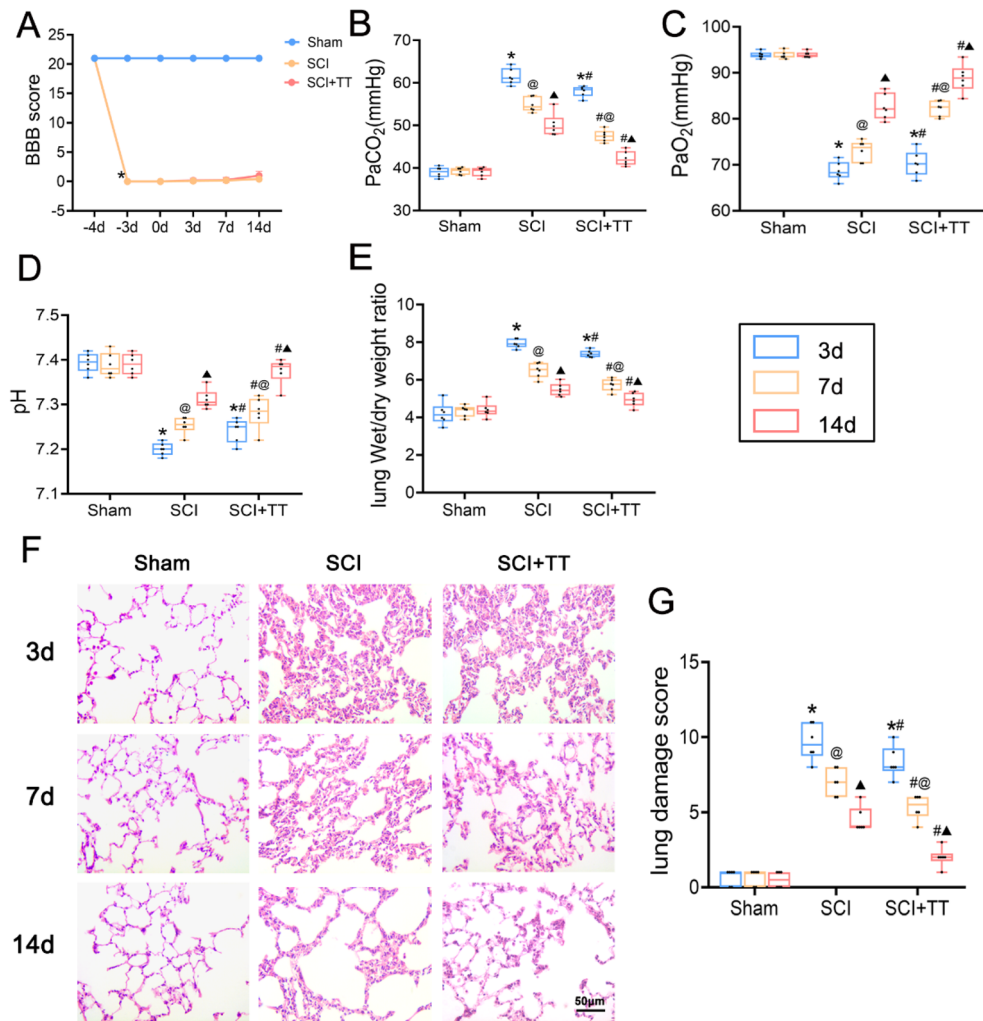 A
BBB score
25
20
15
10
5
0
-5
-4d -3d 0d 3d 7d 14d
*
Sham
SCI
SCI+TT
B
PaCO2(mmHg)
70
60
50
40
30
* @ ▲ *# #@ #▲
Sham SCI SCI+TT
C
PaO2(mmHg)
100
90
80
70
60
* @ ▲ *# #@ #▲
Sham SCI SCI+TT
D
pH
7.5
7.4
7.3
7.2
7.1
* @ ▲ *# #@ #▲
Sham SCI SCI+TT
E
lung Wet/dry weight ratio
10
8
6
4
2
0
* @ ▲ *# #@ #▲
Sham SCI SCI+TT
3d
7d
14d
F
Sham SCI SCI+TT
3d
7d
14d
50μm
G
lung damage score
15
10
5
0
* @ ▲ *# #@ #▲
Sham SCI SCI+TT